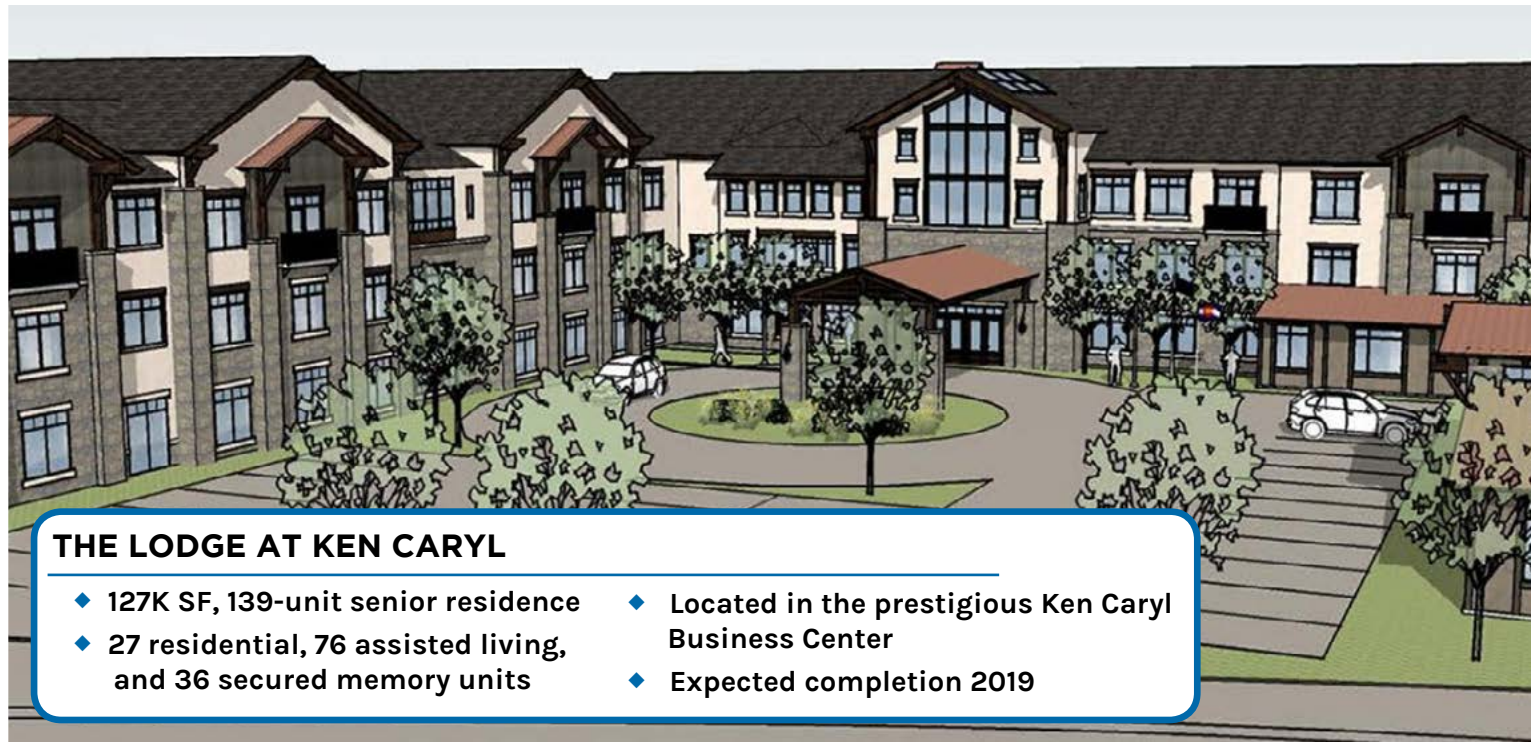 THE LODGE AT KEN CARYL
◆ 127K SF, 139-unit senior residence
◆ 27 residential, 76 assisted living,
and 36 secured memory units
◆ Located in the prestigious Ken Caryl
Business Center
◆ Expected completion 2019